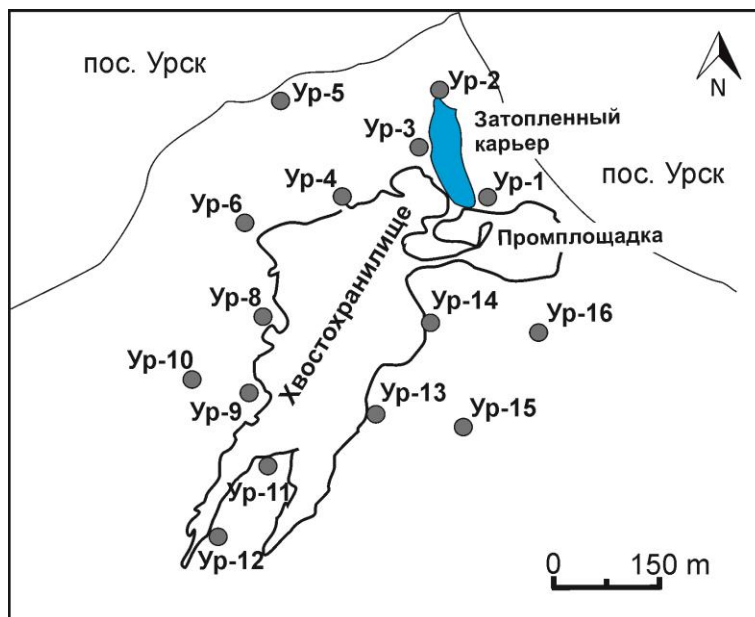 пос. Урск
Ур-2
N
Ур-5
Затопленный
карьер
Ур-3
Ур-4
Ур-1
пос. Урск
Ур-6
Промплощадка
Хвостохранилище
Ур-8
Ур-14
Ур-16
Ур-10
Ур-9
Ур-13
Ур-15
Ур-11
Ур-12
0 150 m